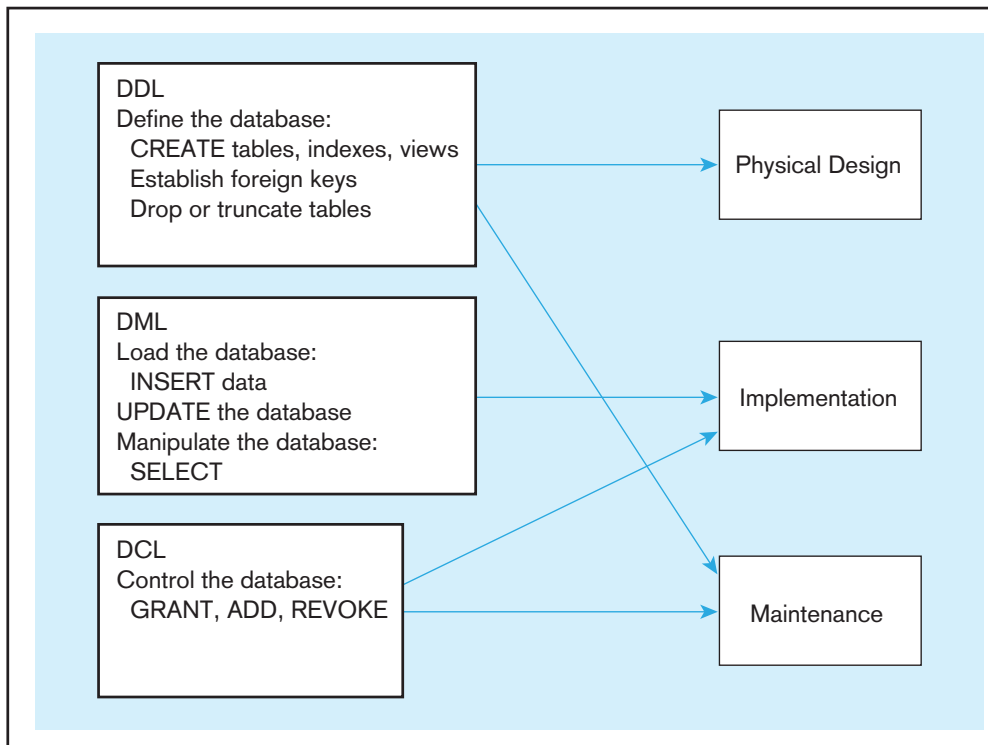 DDL
Define the database:
CREATE tables, indexes, views
Establish foreign keys
Drop or truncate tables
Physical Design
DML
Load the database:
INSERT data
UPDATE the database
Manipulate the database:
SELECT
Implementation
DCL
Control the database:
GRANT, ADD, REVOKE
Maintenance